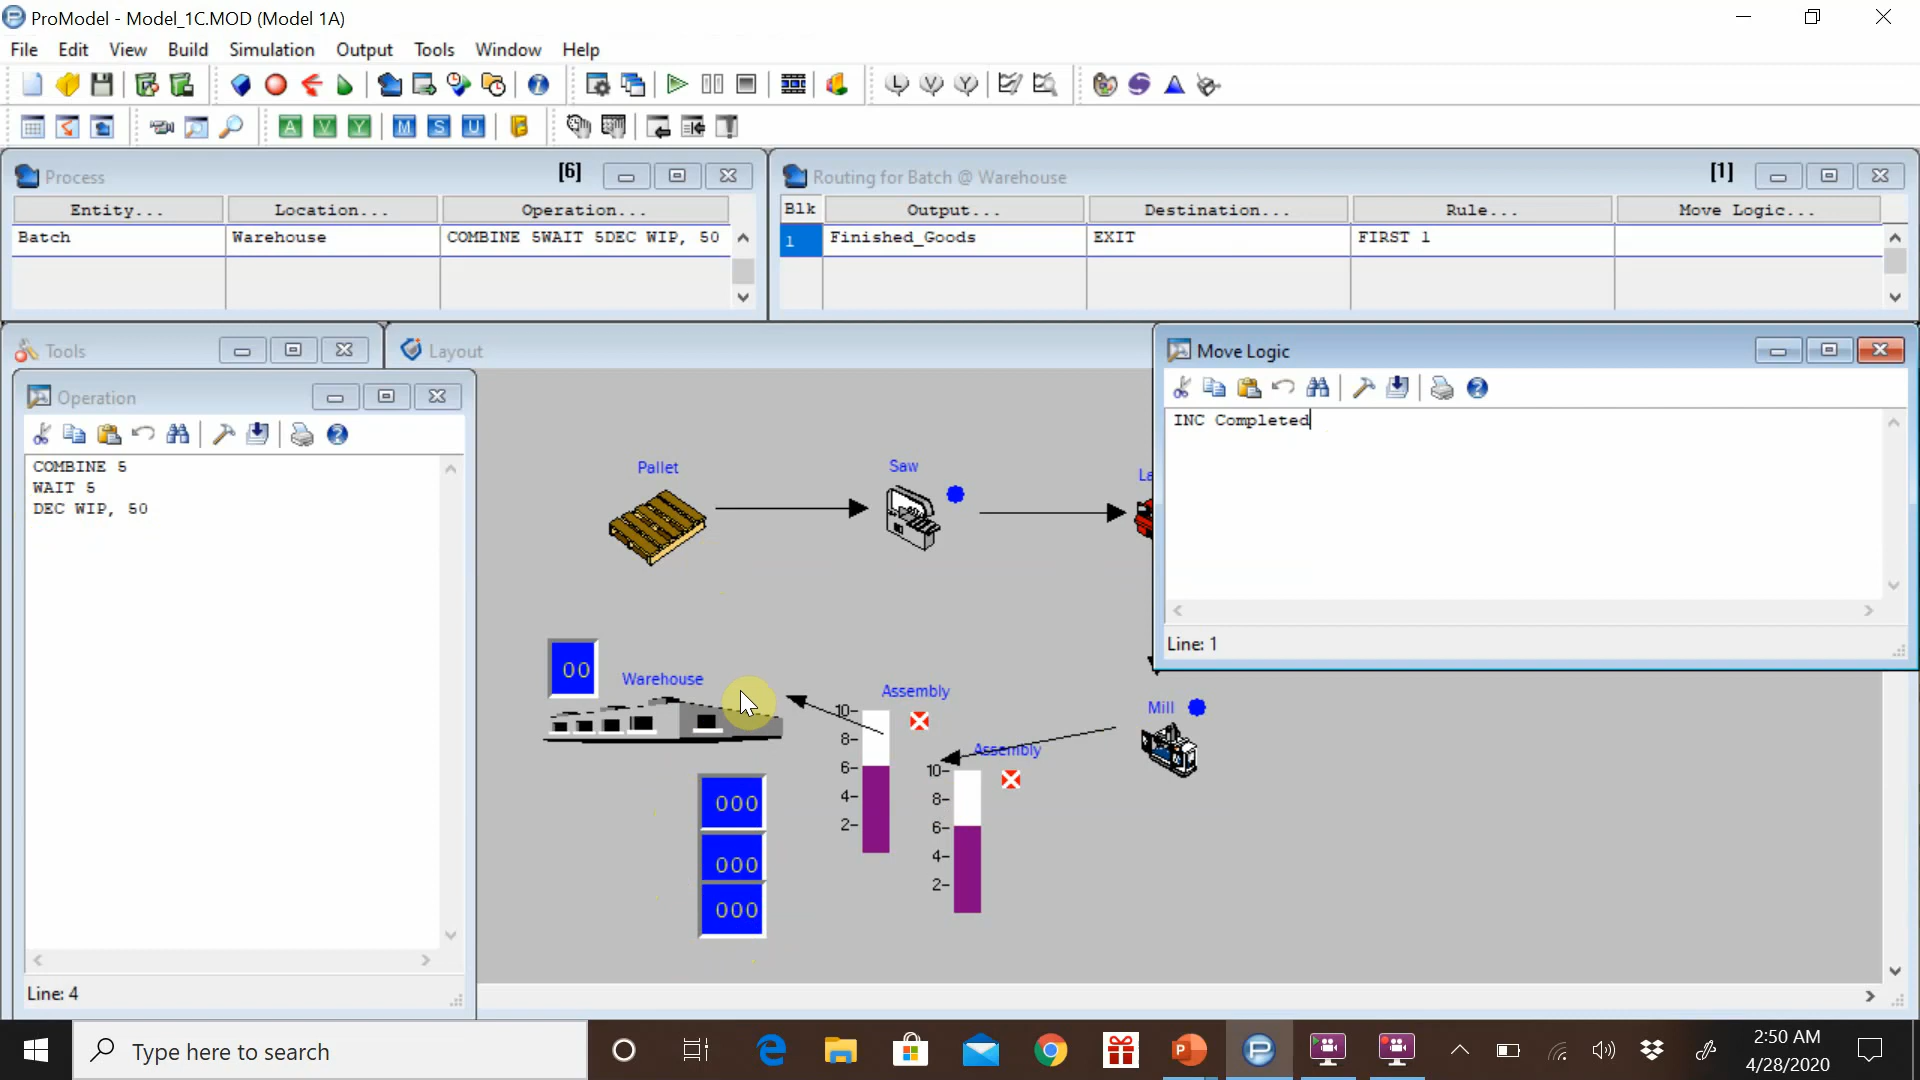 ProModel - Model_1C.MOD (Model 1A)
File Edit View Build Simulation Output Tools Window Help
Process [6]
Entity... Location... Operation...
Batch Warehouse COMBINE 5WAIT 5DEC WIP, 50
Routing for Batch @ Warehouse [1]
Blk Output... Destination... Rule... Move Logic...
1 Finished_Goods EXIT FIRST 1
Tools
Layout
Operation
COMBINE 5
WAIT 5
DEC WIP, 50
Line: 4
Move Logic
INC Completed
Line: 1
Pallet
Saw
00
Warehouse
Assembly
10-
8-
6-
4-
2-
Assembly
10-
8-
6-
4-
2-
Mill
000
000
000
Type here to search
2:50 AM
4/28/2020